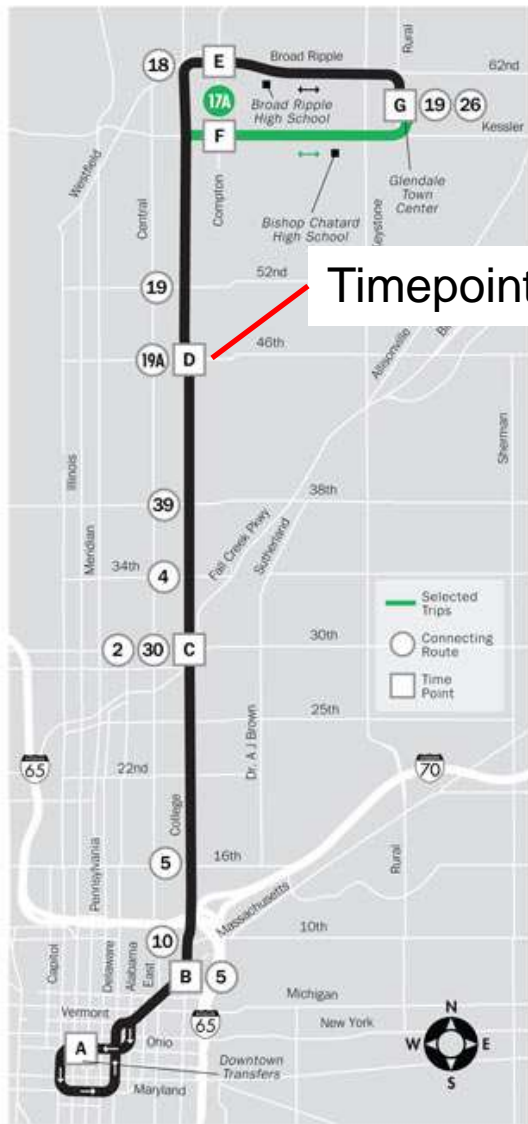 Rural
18
E
Broad Ripple
62nd
17A
Broad Ripple
High School
G
19
26
F
Kessler
Westfield
Central
Compton
Glendale
Town
Center
Bishop Chatard
High School
19
52nd
Timepoint
19A
D
46th
Allisonville
Illinois
Meridian
Sherman
39
38th
Fall Creek Pkwy
Sutherland
34th
4
Selected
Trips
2
30
C
30th
Connecting
Route
Time
Point
25th
Dr. A J Brown
65
22nd
70
College
Pennsylvania
5
16th
Massachusetts
Rural
10
10th
Capitol
Delaware
Alabama
East
B
5
Michigan
Vermont
65
New York
N
W
E
S
A
Ohio
Downtown
Transfers
Maryland